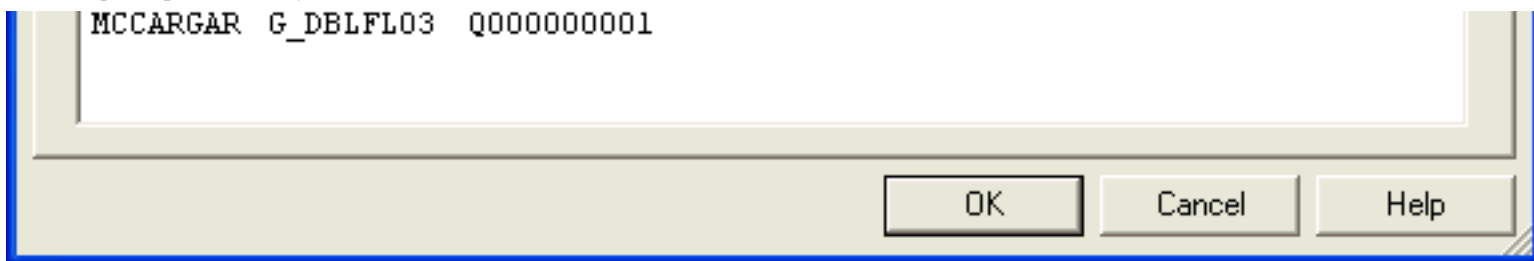 MCCARGAR G_DBLFL03 Q000000001
OK Cancel Help